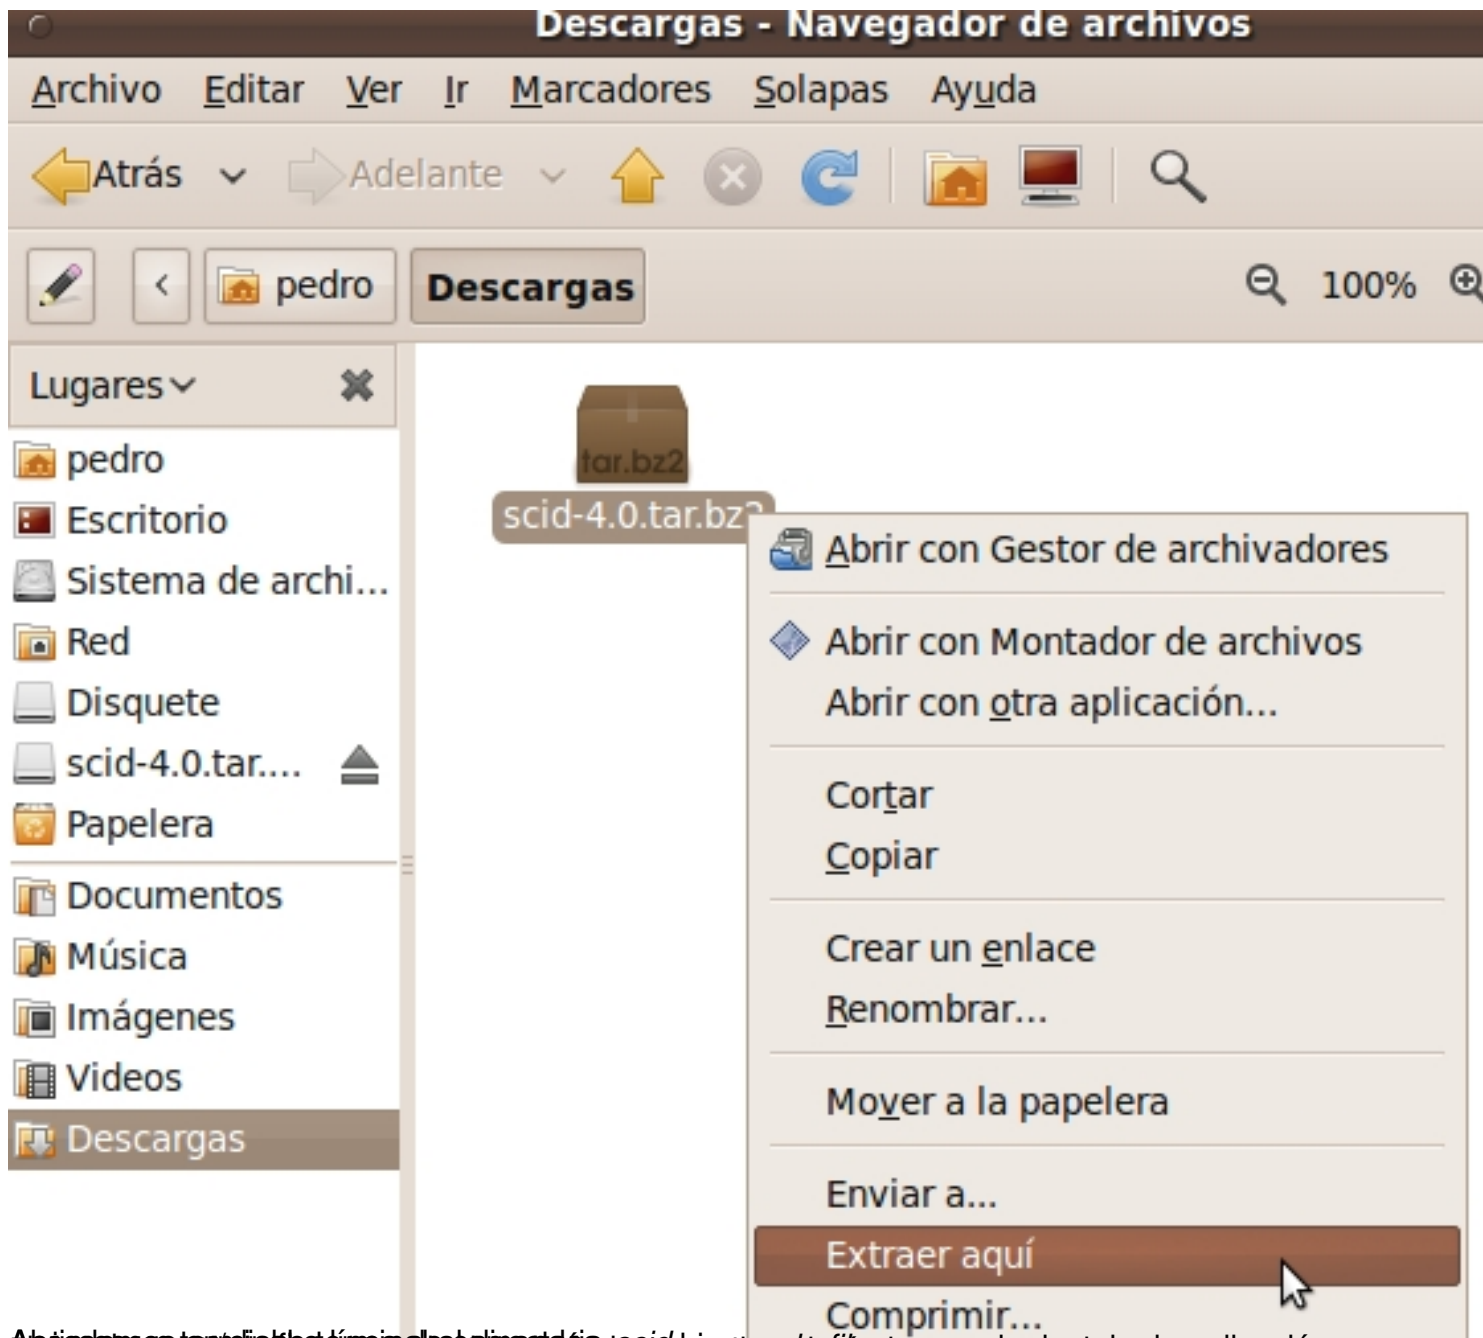 Descargas - Navegador de archivos
Archivo Editar Ver Ir Marcadores Solapas Ayuda
Atrás Adelante
pedro Descargas 100%
Lugares
pedro
Escritorio
Sistema de archi...
Red
Disquete
scid-4.0.tar....
Papelera
Documentos
Música
Imágenes
Videos
Descargas
tar.bz2
scid-4.0.tar.bz2
Abrir con Gestor de archivadores
Abrir con Montador de archivos
Abrir con otra aplicación...
Cortar
Copiar
Crear un enlace
Renombrar...
Mover a la papelera
Enviar a...
Extraer aquí
Comprimir...